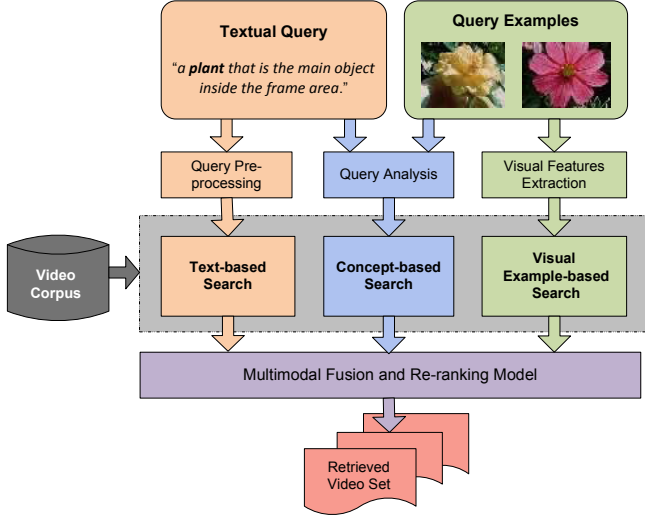 Textual Query
“a plant that is the main object
inside the frame area.”
Query Examples
Query Pre-
processing
Query Analysis
Visual Features
Extraction
Video
Corpus
Text-based
Search
Concept-based
Search
Visual
Example-based
Search
Multimodal Fusion and Re-ranking Model
Retrieved
Video Set